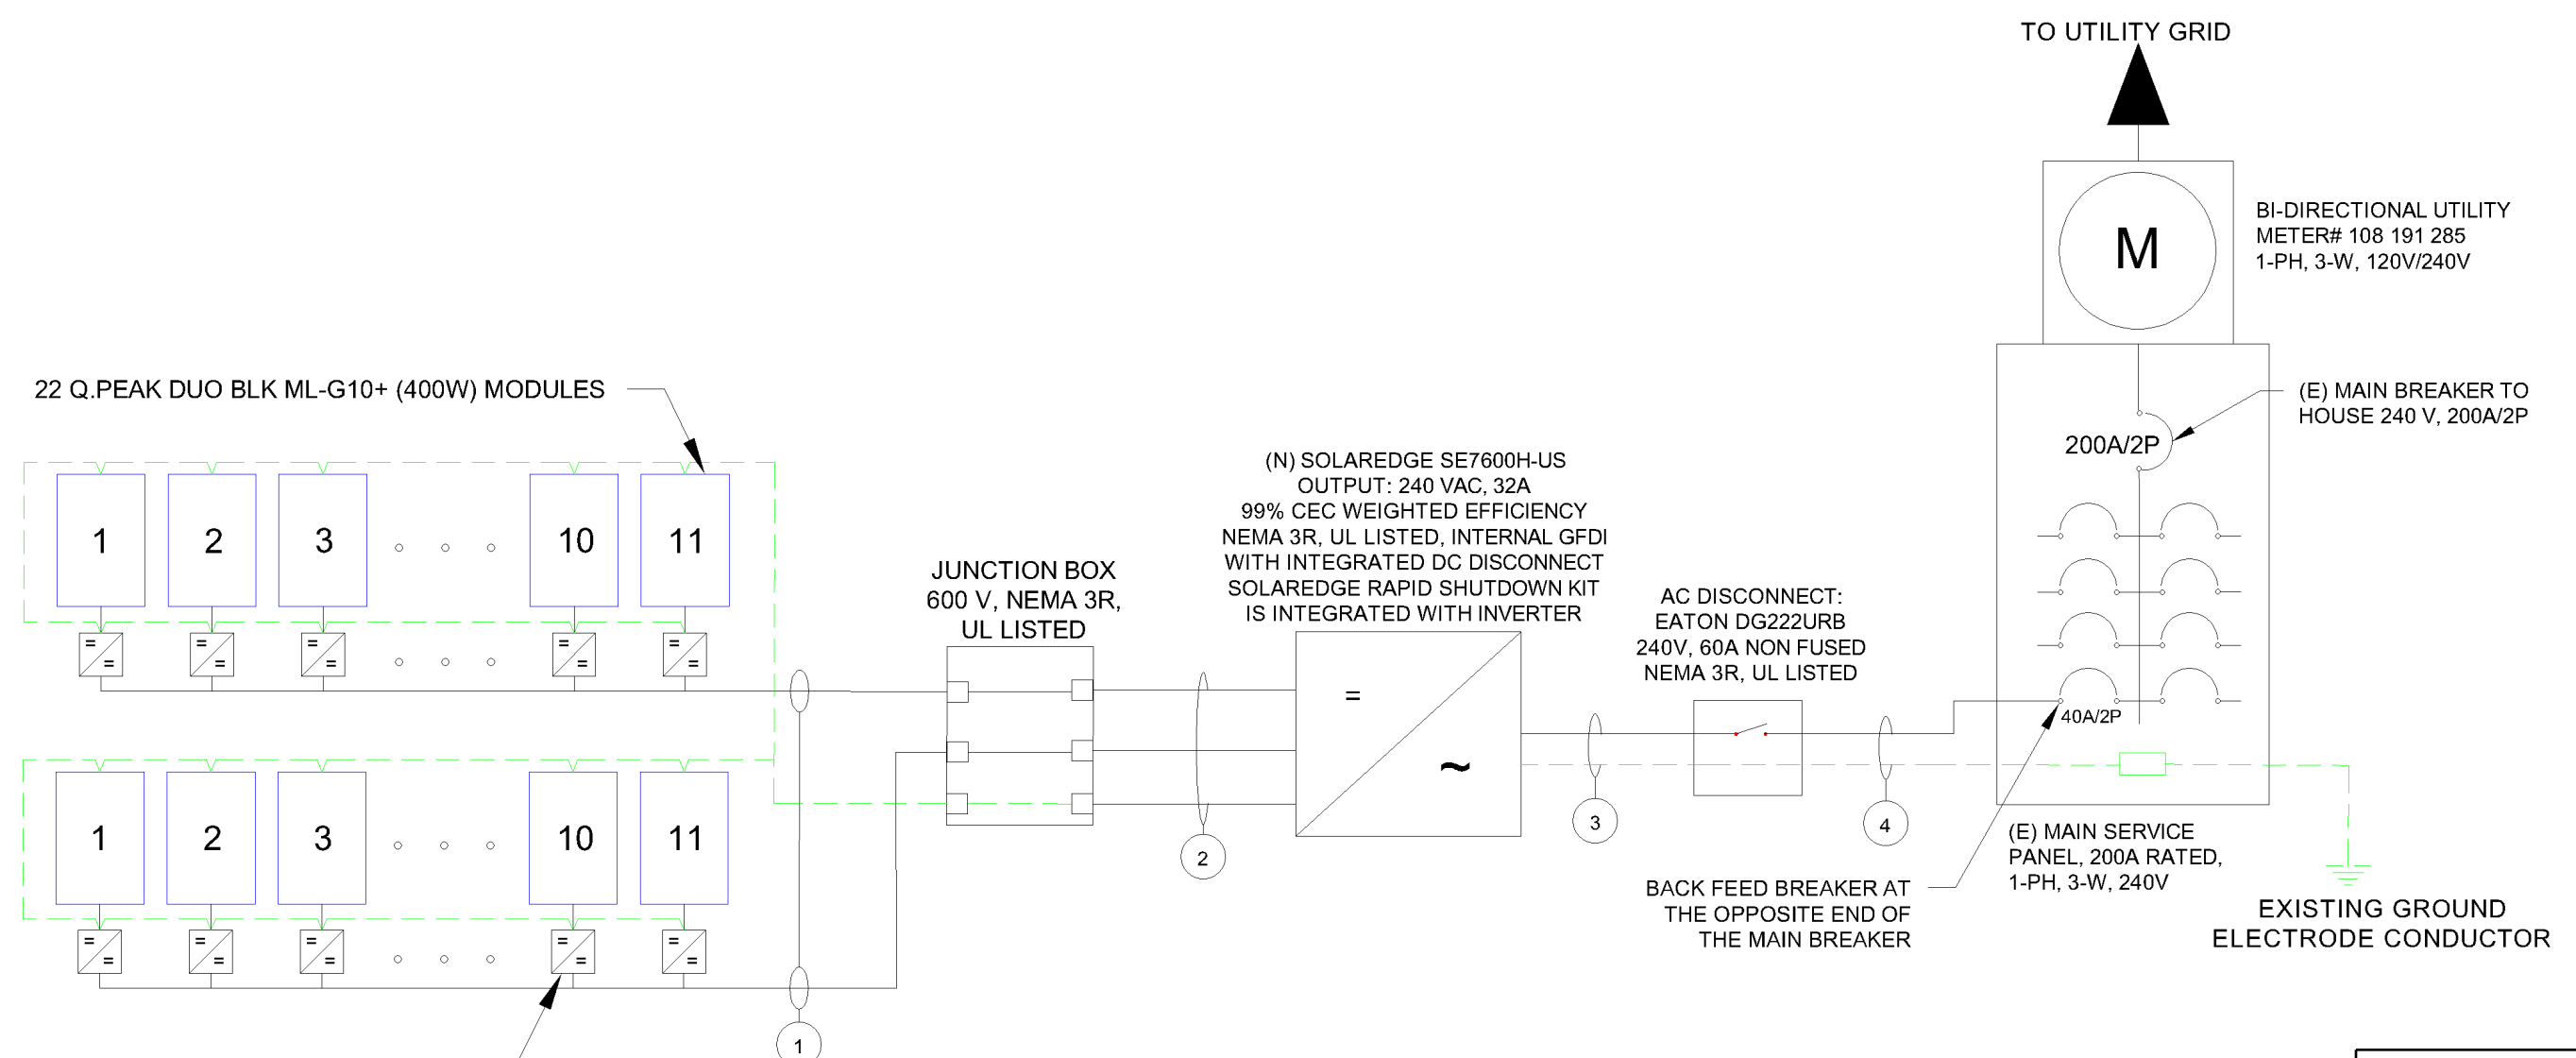 TO UTILITY GRID
M
BI-DIRECTIONAL UTILITY
METER# 108 191 285
1-PH, 3-W, 120V/240V
22 Q.PEAK DUO BLK ML-G10+ (400W) MODULES
(E) MAIN BREAKER TO
HOUSE 240 V, 200A/2P
200A/2P
1 2 3 10 11
(N) SOLAREDGE SE7600H-US
OUTPUT: 240 VAC, 32A
99% CEC WEIGHTED EFFICIENCY
NEMA 3R, UL LISTED, INTERNAL GFDI
WITH INTEGRATED DC DISCONNECT
SOLAREDGE RAPID SHUTDOWN KIT
IS INTEGRATED WITH INVERTER
JUNCTION BOX
600 V, NEMA 3R,
UL LISTED
AC DISCONNECT:
EATON DG222URB
240V, 60A NON FUSED
NEMA 3R, UL LISTED
40A/2P
1 2 3 10 11
2
3
4
(E) MAIN SERVICE
PANEL, 200A RATED,
1-PH, 3-W, 240V
BACK FEED BREAKER AT
THE OPPOSITE END OF
THE MAIN BREAKER
EXISTING GROUND
ELECTRODE CONDUCTOR
1